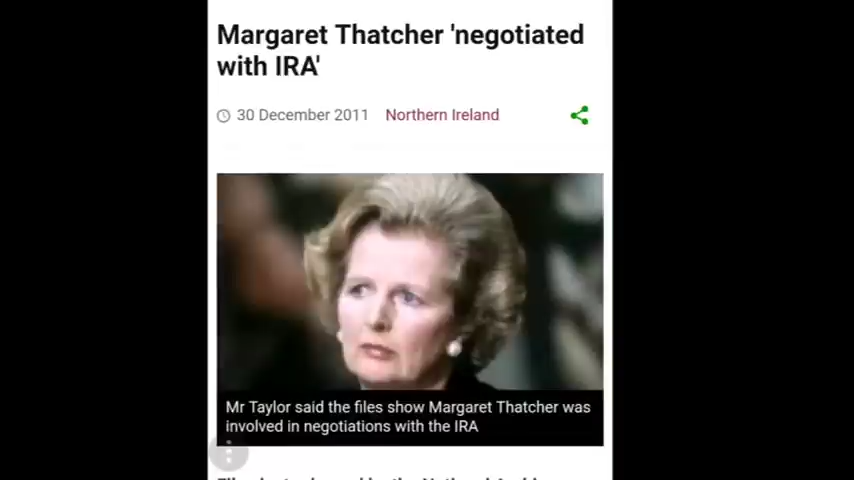 Margaret Thatcher 'negotiated
with IRA'
30 December 2011 Northern Ireland
Mr Taylor said the files show Margaret Thatcher was
involved in negotiations with the IRA